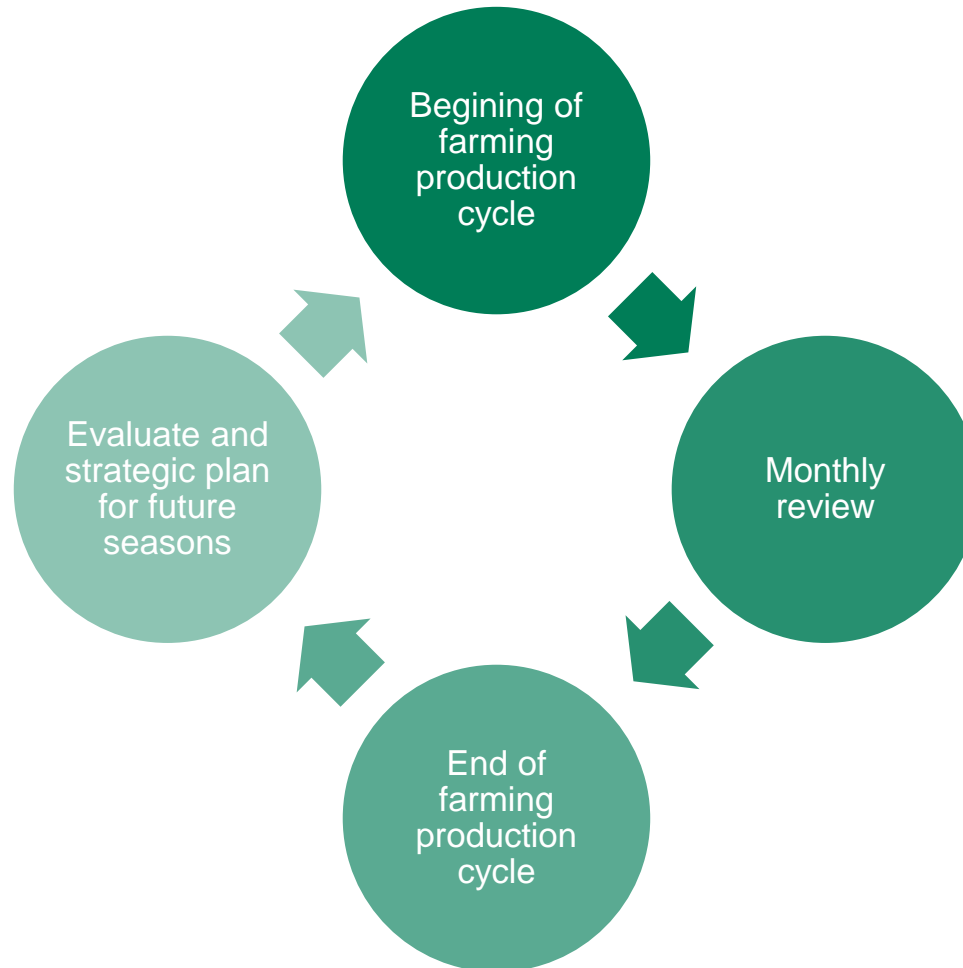 Begining of
farming
production
cycle
Monthly
review
End of
farming
production
cycle
Evaluate and
strategic plan
for future
seasons